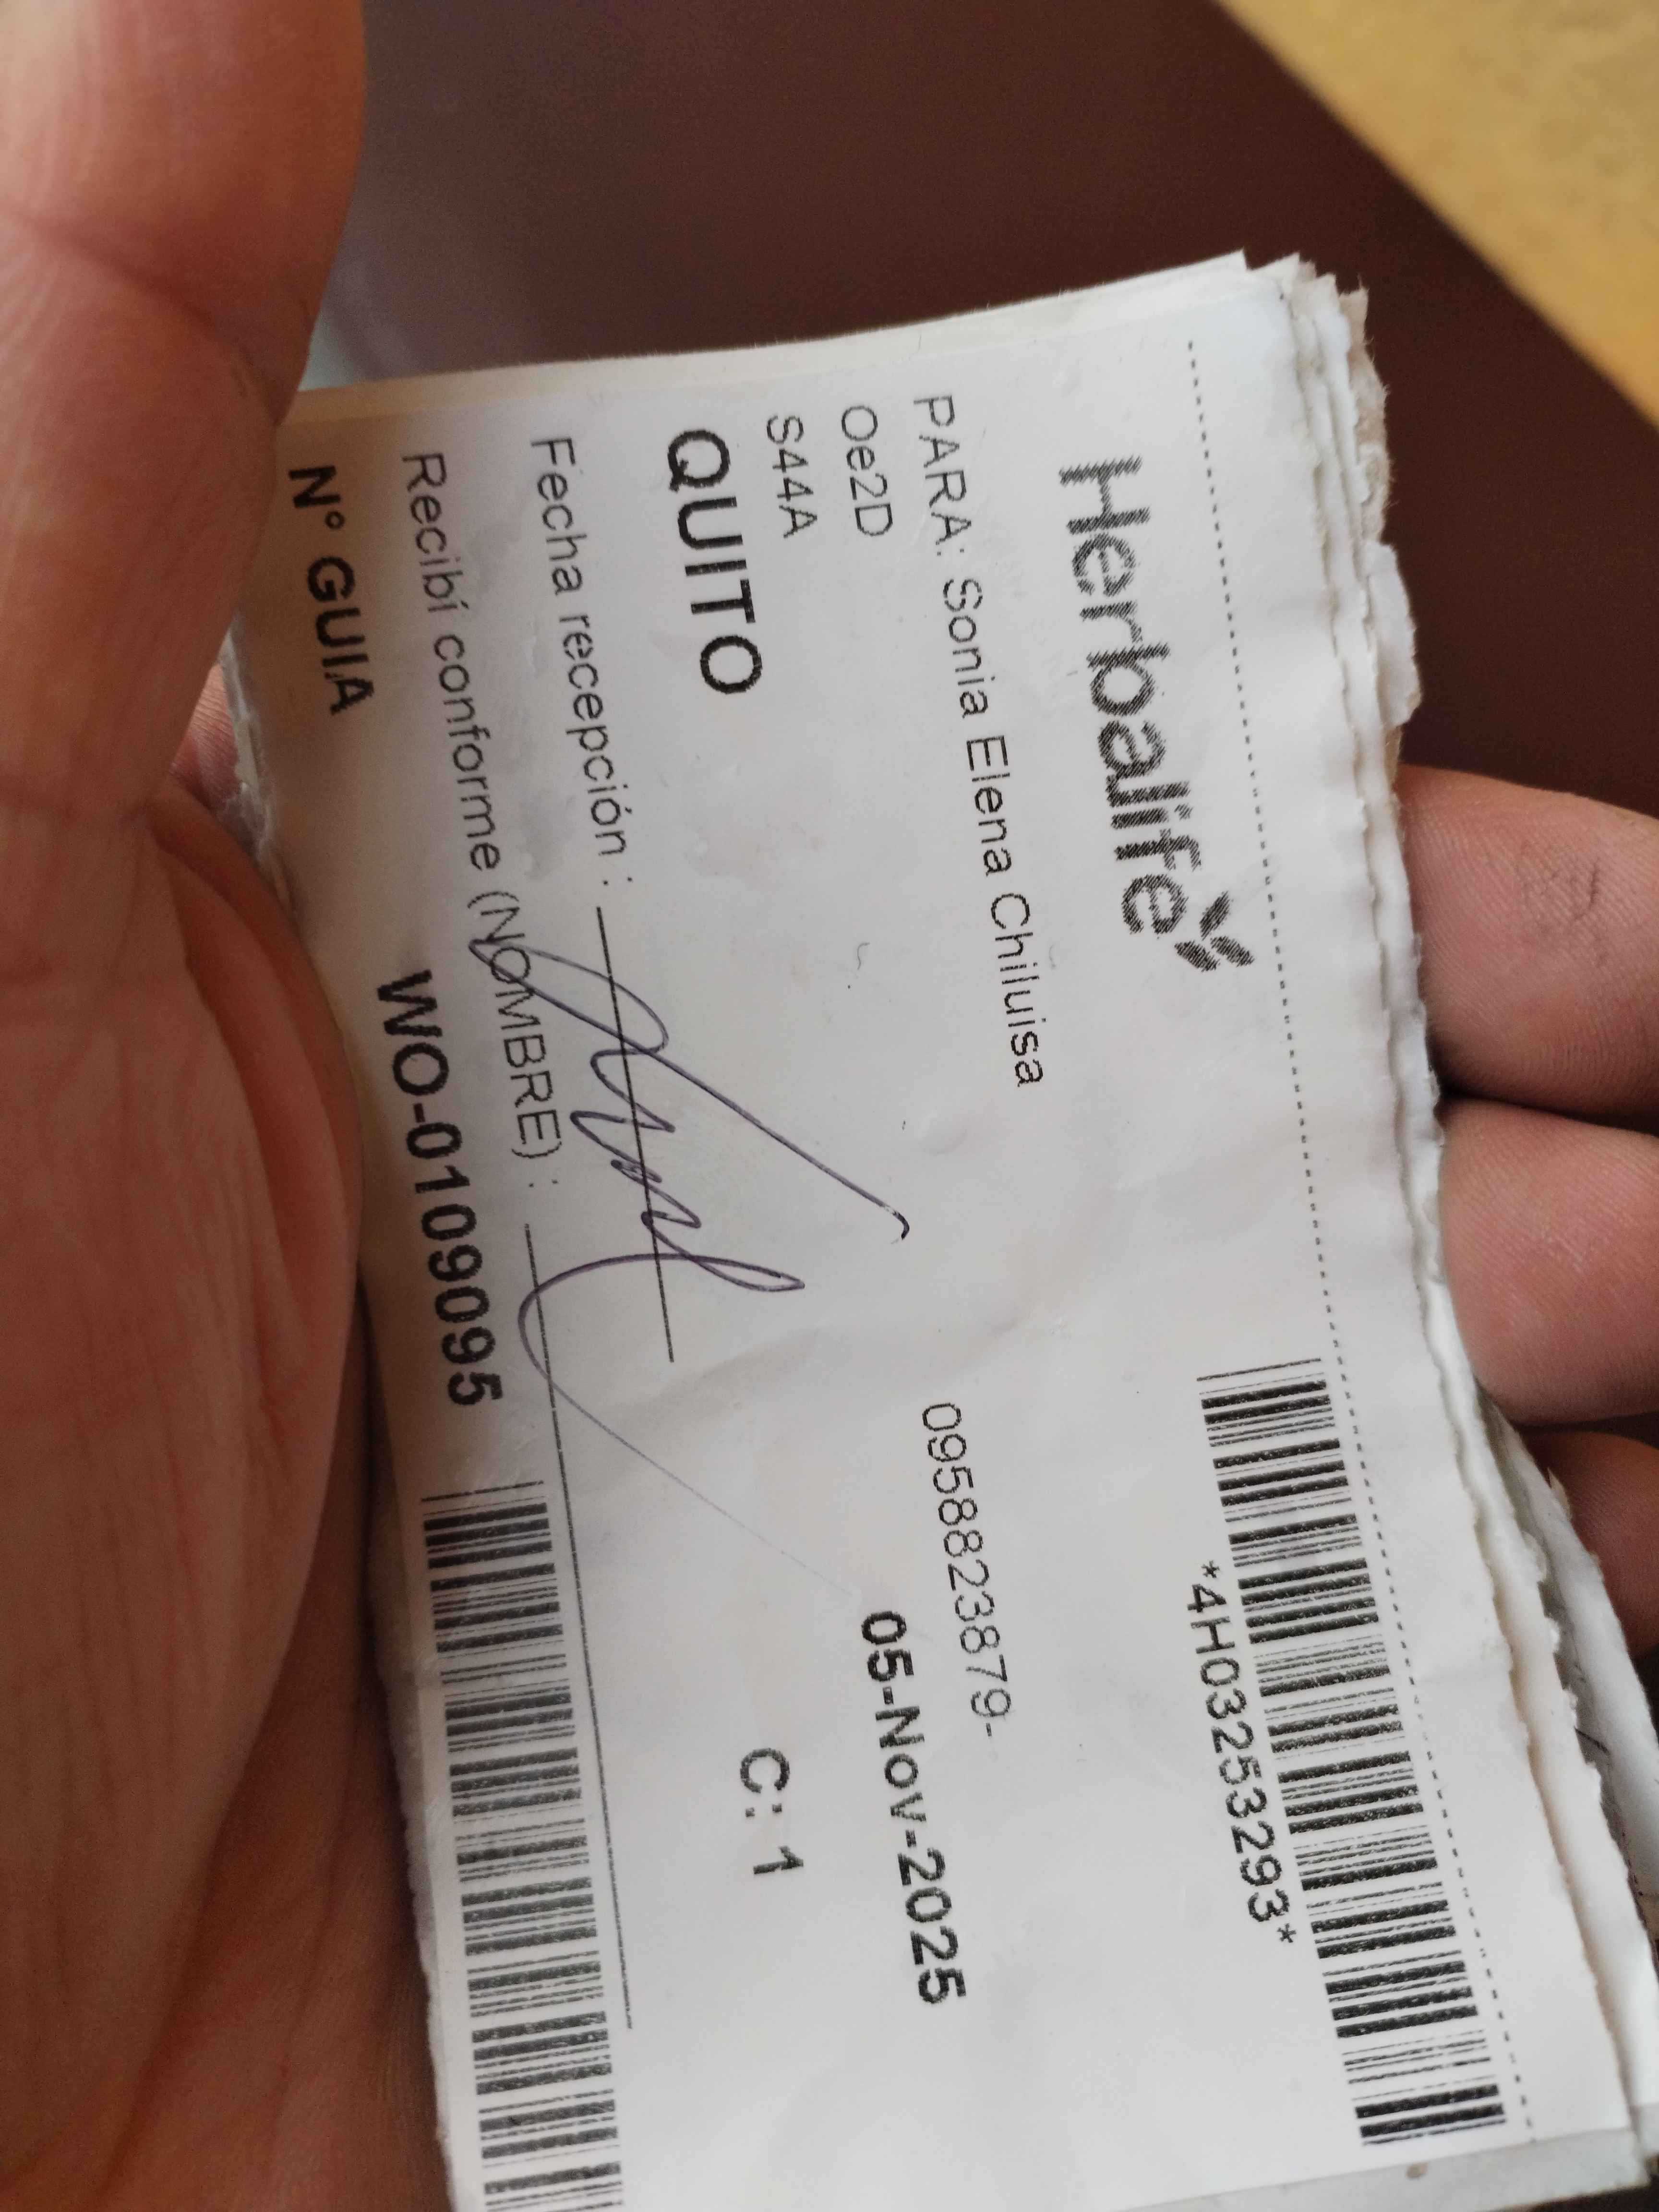 Herbalife
*4H03253293*
PARA: Sonia Elena Chiluisa
0958823879-
Oe2D
S44A
05-Nov-2025
QUITO
C: 1
Fecha recepción :
Recibí conforme (NOMBRE) :
N° GUIA
WO-0109095